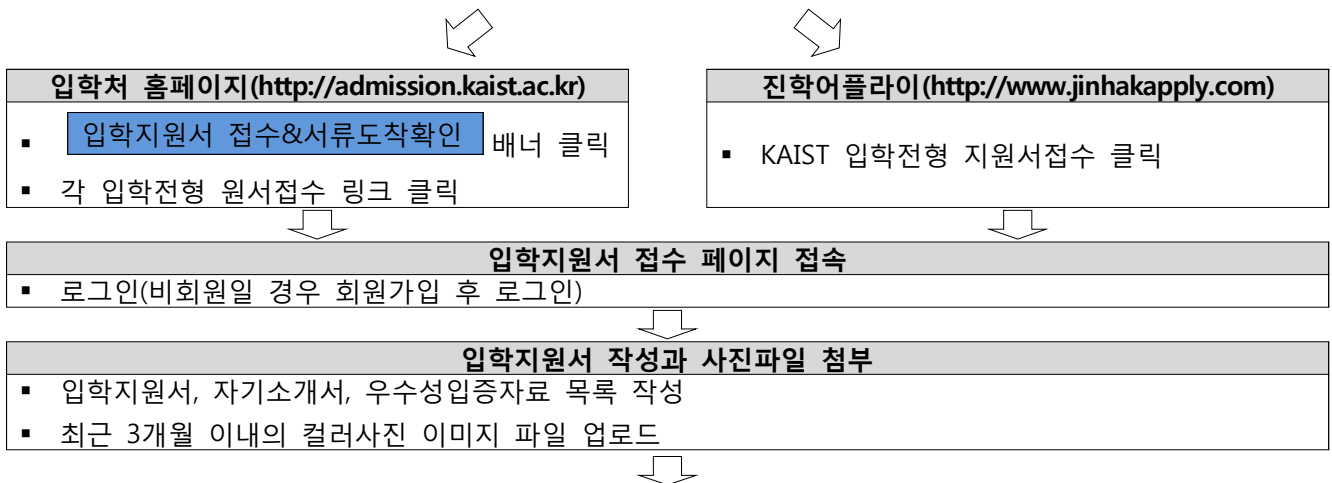 입학처 홈페이지(http://admission.kaist.ac.kr)
▪ 입학지원서 접수&서류도착확인 배너 클릭
▪ 각 입학전형 원서접수 링크 클릭
진학어플라이(http://www.jinhakapply.com)
▪ KAIST 입학전형 지원서접수 클릭
입학지원서 접수 페이지 접속
▪ 로그인(비회원일 경우 회원가입 후 로그인)
입학지원서 작성과 사진파일 첨부
▪ 입학지원서, 자기소개서, 우수성입증자료 목록 작성
▪ 최근 3개월 이내의 컬러사진 이미지 파일 업로드